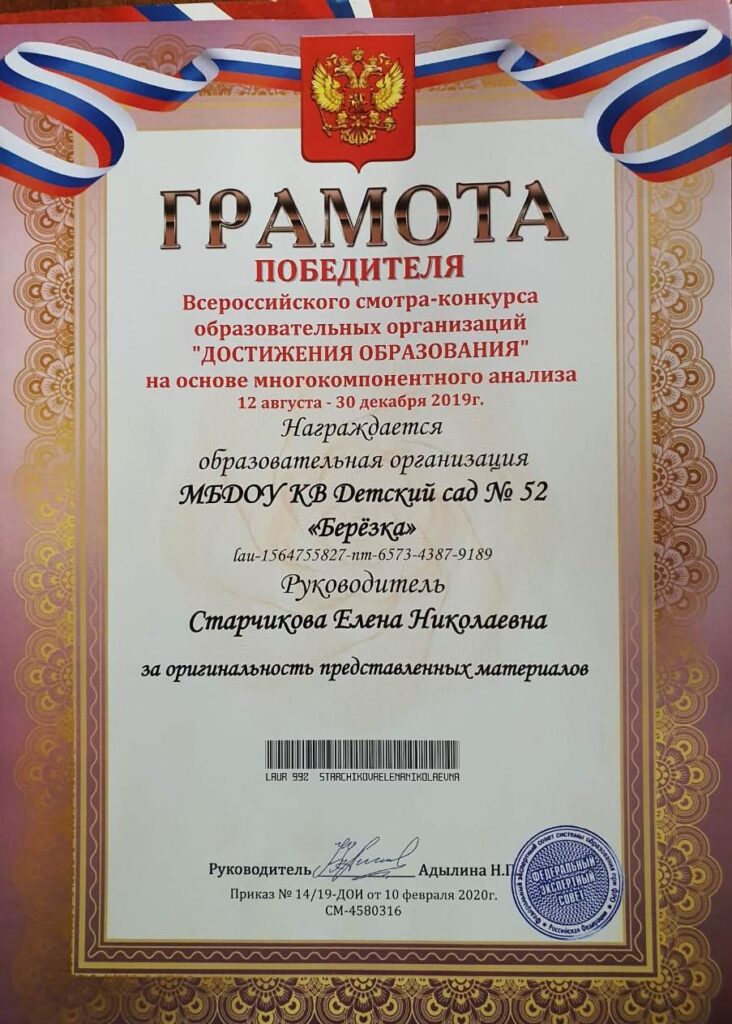 ГРАМОТА
ПОБЕДИТЕЛЯ
Всероссийского смотра-конкурса
образовательных организаций
"ДОСТИЖЕНИЯ ОБРАЗОВАНИЯ"
на основе многокомпонентного анализа
12 августа - 30 декабря 2019г.
Награждается
образовательная организация
МБДОУ КВ Детский сад № 52
«Берёзка»
lau-1564755827-nm-6573-4387-9189
Руководитель
Старчикова Елена Николаевна
за оригинальность представленных материалов
LAUR 992 STARCHIKOVAELENANIKOLAEVNA
Руководитель Адылина Н.П
Приказ № 14/19-ДОИ от 10 февраля 2020г.
СМ-4580316
ФЕДЕРАЛЬНЫЙ
ЭКСПЕРТНЫЙ
СОВЕТ
Российская Федерация